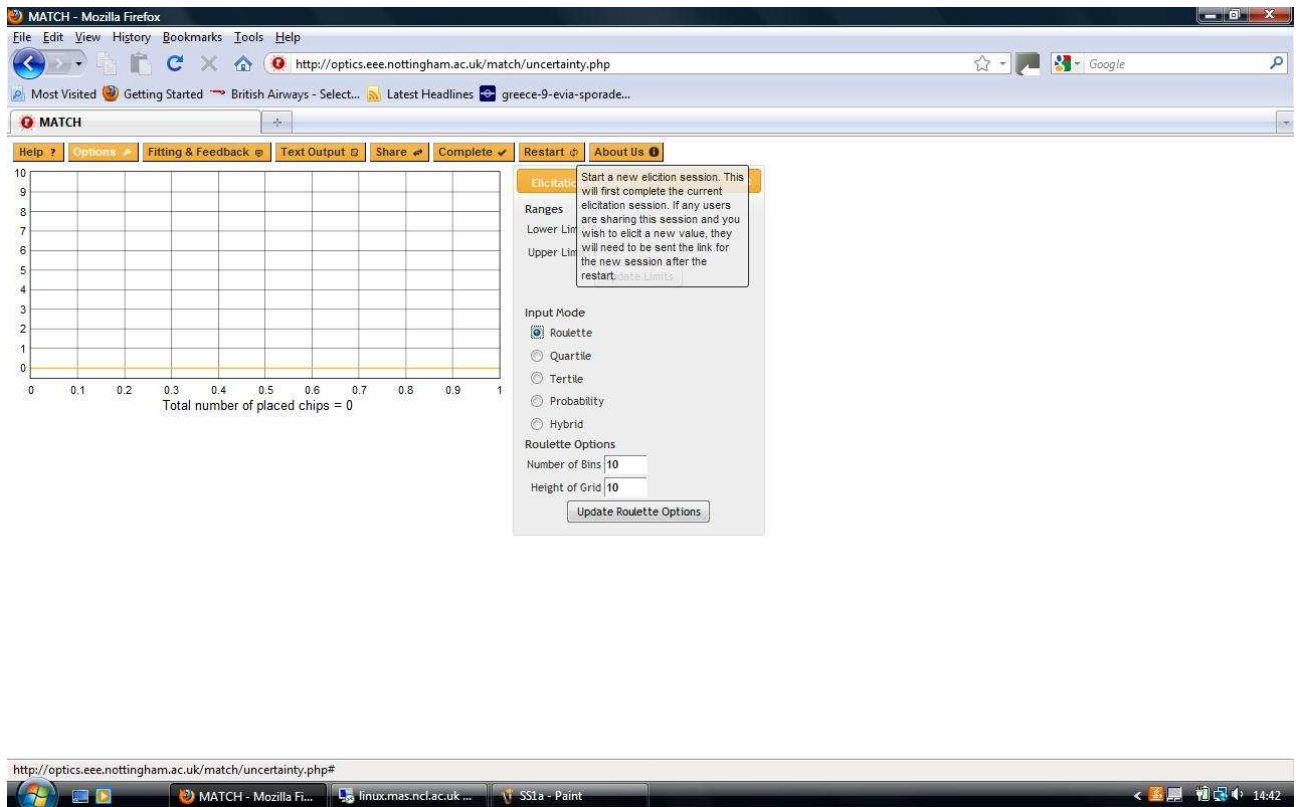 MATCH - Mozilla Firefox
File Edit View History Bookmarks Tools Help
http://optics.eee.nottingham.ac.uk/match/uncertainty.php
Google
Most Visited Getting Started British Airways - Select... Latest Headlines greece-9-evia-sporade...
MATCH
Help ? Options Fitting & Feedback Text Output Share Complete Restart About Us
10
9
8
7
6
5
4
3
2
1
0
0 0.1 0.2 0.3 0.4 0.5 0.6 0.7 0.8 0.9 1
Total number of placed chips = 0
Start a new elicition session. This
will first complete the current
elicitation session. If any users
are sharing this session and you
wish to elicit a new value, they
will need to be sent the link for
the new session after the
restart.
Ranges
Lower Lim
Upper Lim
Limits
Input Mode
Roulette
Quartile
Tertile
Probability
Hybrid
Roulette Options
Number of Bins 10
Height of Grid 10
Update Roulette Options
http://optics.eee.nottingham.ac.uk/match/uncertainty.php#
MATCH - Mozilla Fi... linux.mas.ncl.ac.uk ... SS1a - Paint 14:42